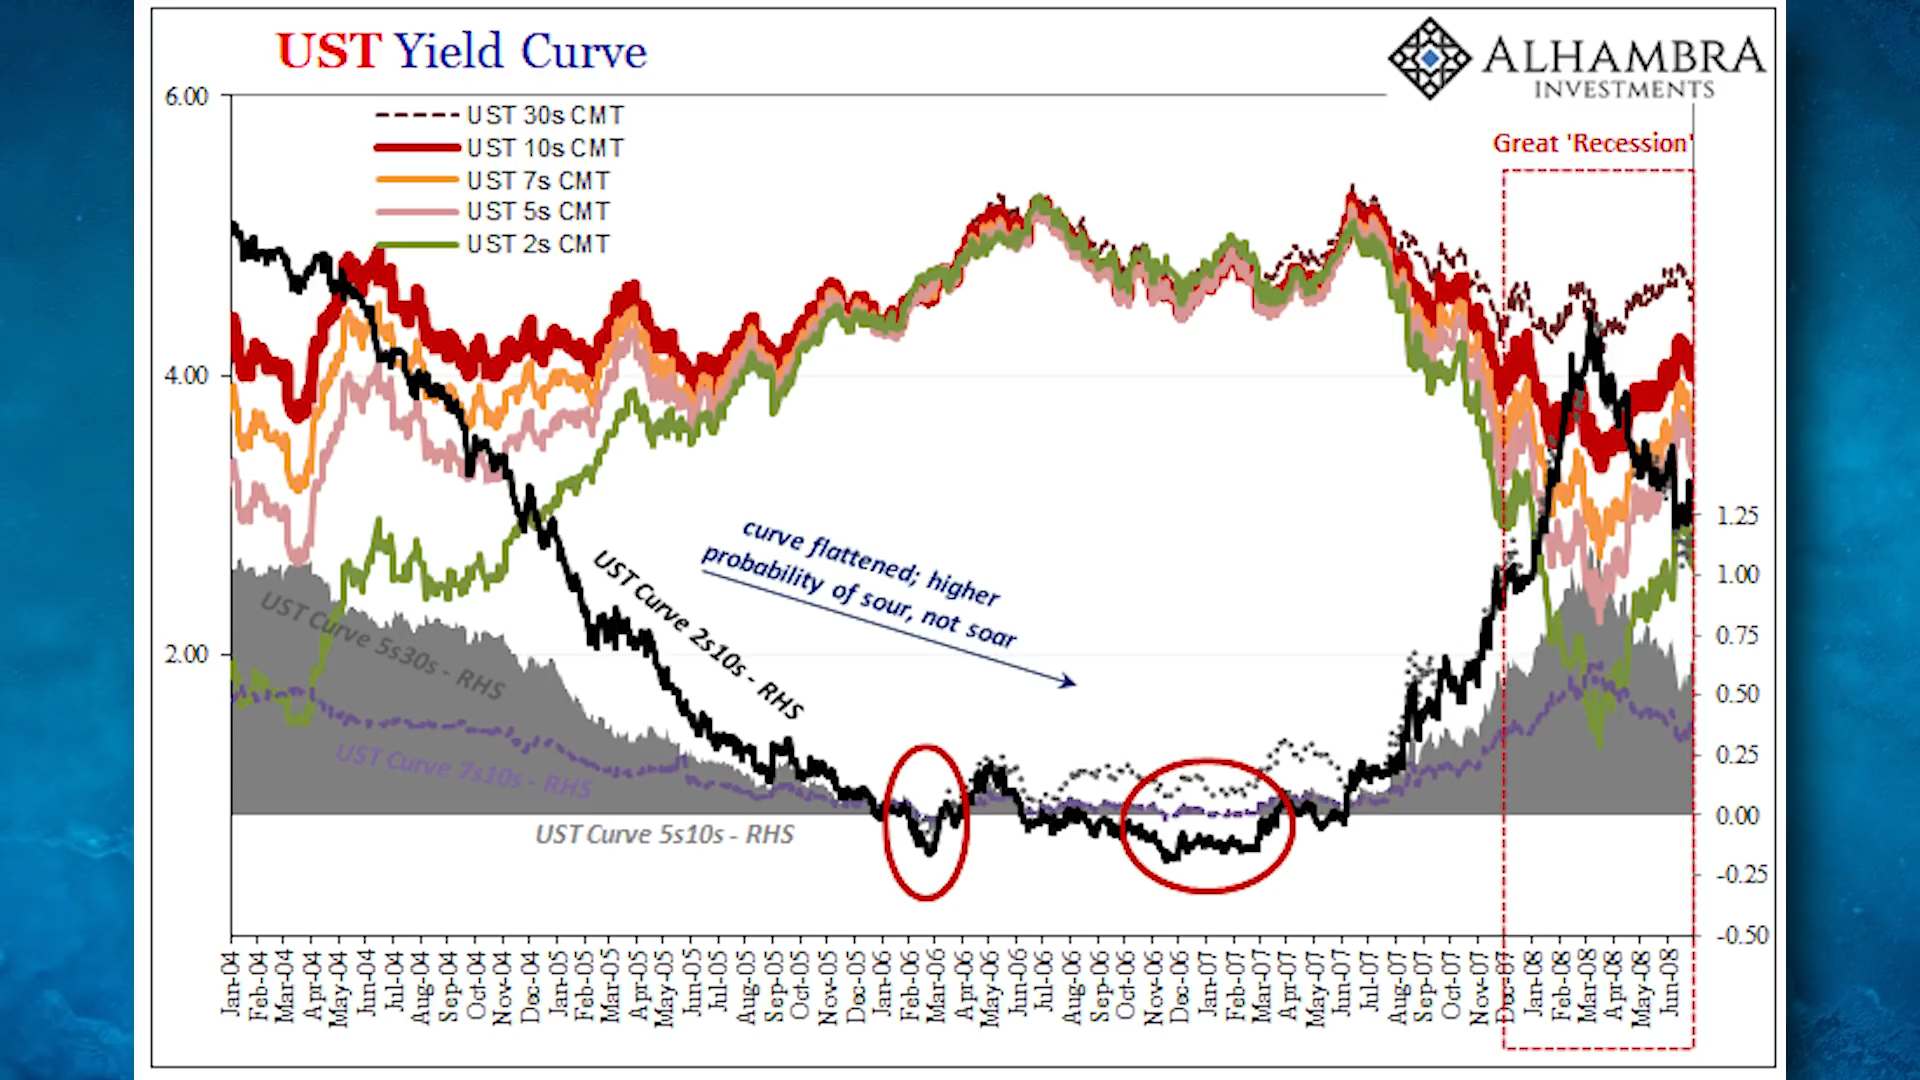 UST Yield Curve
ALHAMBRA
INVESTMENTS
6.00
4.00
2.00
UST 30s CMT
UST 10s CMT
UST 7s CMT
UST 5s CMT
UST 2s CMT
Great 'Recession'
curve flattened; higher
probability of sour, not soar
UST Curve 2s10s - RHS
UST Curve 5s30s - RHS
UST Curve 7s10s - RHS
UST Curve 5s10s - RHS
1.25
1.00
0.75
0.50
0.25
0.00
-0.25
-0.50
Jan-04
Feb-04
Mar-04
Apr-04
May-04
Jun-04
Jul-04
Aug-04
Sep-04
Oct-04
Nov-04
Dec-04
Jan-05
Feb-05
Mar-05
Apr-05
May-05
Jun-05
Jul-05
Aug-05
Sep-05
Oct-05
Nov-05
Dec-05
Jan-06
Feb-06
Mar-06
Apr-06
May-06
Jun-06
Jul-06
Aug-06
Sep-06
Oct-06
Nov-06
Dec-06
Jan-07
Feb-07
Mar-07
Apr-07
May-07
Jun-07
Jul-07
Aug-07
Sep-07
Oct-07
Nov-07
Dec-07
Jan-08
Feb-08
Mar-08
Apr-08
May-08
Jun-08